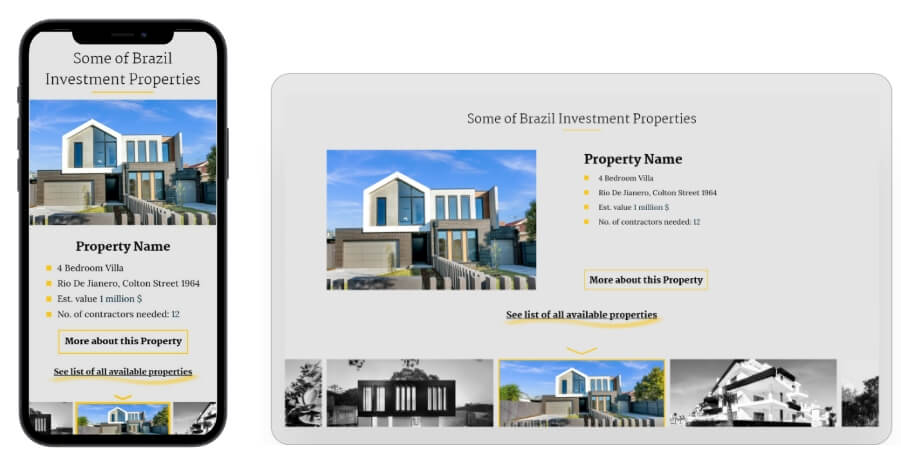 Some of Brazil
Investment Properties
Property Name
4 Bedroom Villa
Rio De Jianero, Colton Street 1964
Est. value 1 million $
No. of contractors needed: 12
More about this Property
See list of all available properties
Some of Brazil Investment Properties
Property Name
4 Bedroom Villa
Rio De Jianero, Colton Street 1964
Est. value 1 million $
No. of contractors needed: 12
More about this Property
See list of all available properties